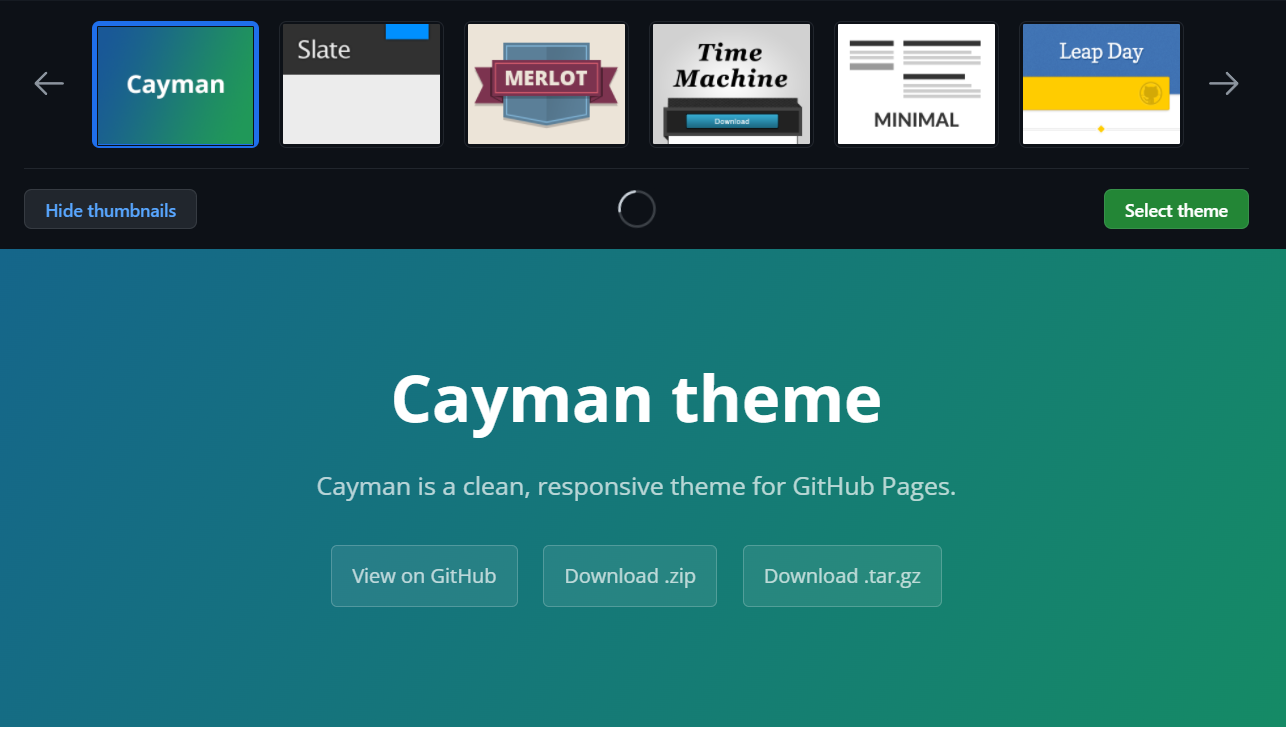 Cayman
Slate
MERLOT
Time
Machine
Download
MINIMAL
Leap Day
Hide thumbnails
Select theme
Cayman theme
Cayman is a clean, responsive theme for GitHub Pages.
View on GitHub
Download .zip
Download .tar.gz